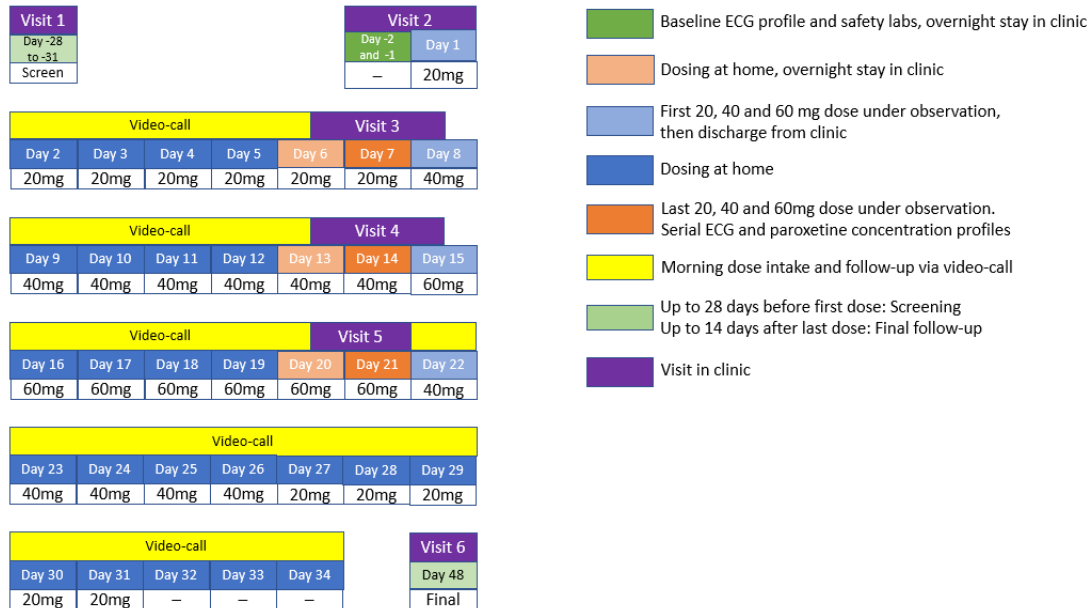 Visit 1
Day -28
to -31
Screen
Visit 2
Day -2
and -1
Day 1
–
20mg
Video-call
Visit 3
Day 2 Day 3 Day 4 Day 5 Day 6 Day 7 Day 8
20mg 20mg 20mg 20mg 20mg 20mg 40mg
Video-call
Visit 4
Day 9 Day 10 Day 11 Day 12 Day 13 Day 14 Day 15
40mg 40mg 40mg 40mg 40mg 40mg 60mg
Video-call
Visit 5
Day 16 Day 17 Day 18 Day 19 Day 20 Day 21 Day 22
60mg 60mg 60mg 60mg 60mg 60mg 40mg
Video-call
Day 23 Day 24 Day 25 Day 26 Day 27 Day 28 Day 29
40mg 40mg 40mg 40mg 20mg 20mg 20mg
Video-call
Day 30 Day 31 Day 32 Day 33 Day 34
20mg 20mg – – –
Visit 6
Day 48
Final
Baseline ECG profile and safety labs, overnight stay in clinic
Dosing at home, overnight stay in clinic
First 20, 40 and 60 mg dose under observation,
then discharge from clinic
Dosing at home
Last 20, 40 and 60mg dose under observation.
Serial ECG and paroxetine concentration profiles
Morning dose intake and follow-up via video-call
Up to 28 days before first dose: Screening
Up to 14 days after last dose: Final follow-up
Visit in clinic